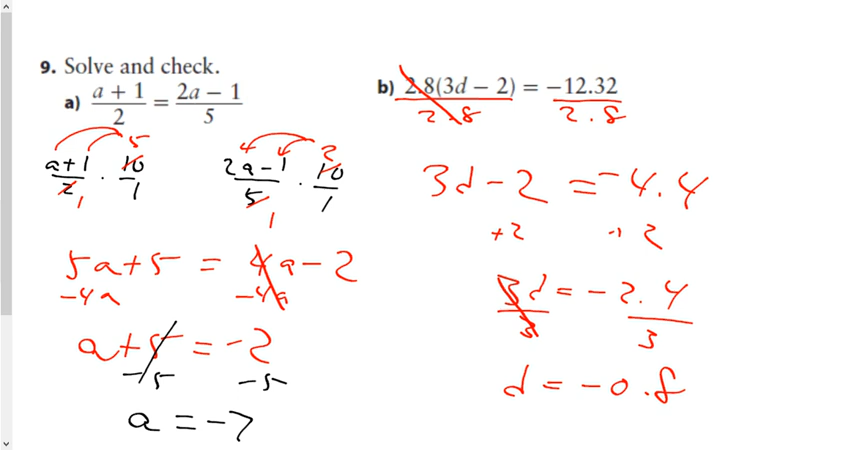 9. Solve and check.
a) (a + 1)/2 = (2a − 1)/5
b) 2.8(3d − 2) = −12.32
2.8 2.8
5 2
(a+1)/2 · 10/1 (2a−1)/5 · 10/1
1 1
5a+5 = 4a−2
−4a −4a
a+5 = −2
−5 −5
a = −7
3d−2 = −4.4
+2 +2
3d = −2.4
3 3
d = −0.8